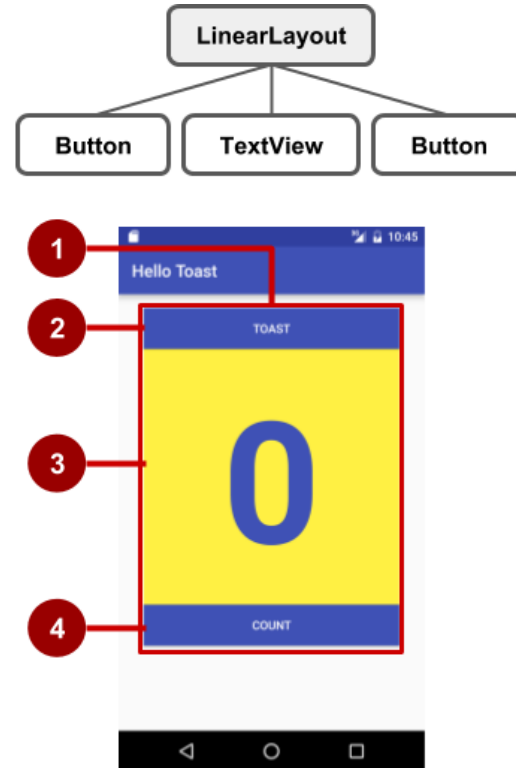 LinearLayout
Button TextView Button
10:45
1
Hello Toast
2
TOAST
3
0
4
COUNT